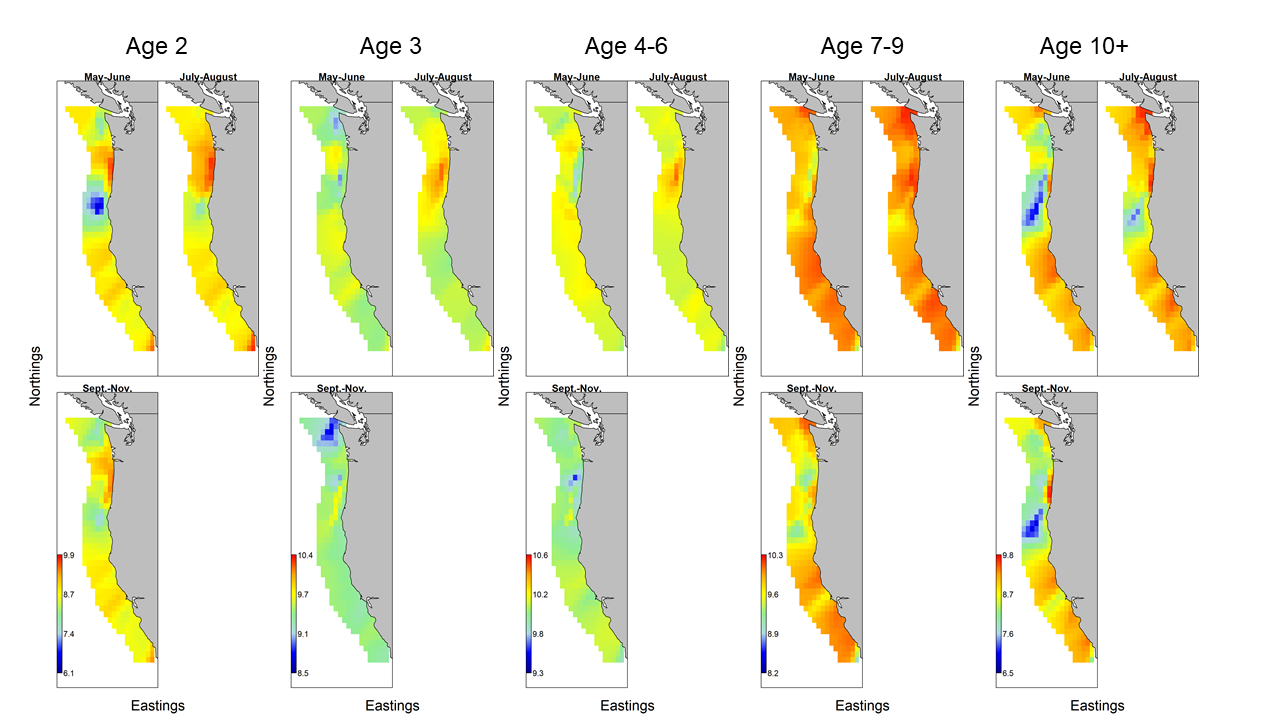 Age 2 Age 3 Age 4-6 Age 7-9 Age 10+
May-June July-August May-June July-August May-June July-August May-June July-August May-June July-August
Northings Northings Northings Northings Northings
Sept.-Nov. Sept.-Nov. Sept.-Nov. Sept.-Nov. Sept.-Nov.
9.9 10.4 10.6 10.3 9.8
8.7 9.7 10.2 9.6 8.7
7.4 9.1 9.8 8.9 7.6
6.1 8.5 9.3 8.2 6.5
Eastings Eastings Eastings Eastings Eastings